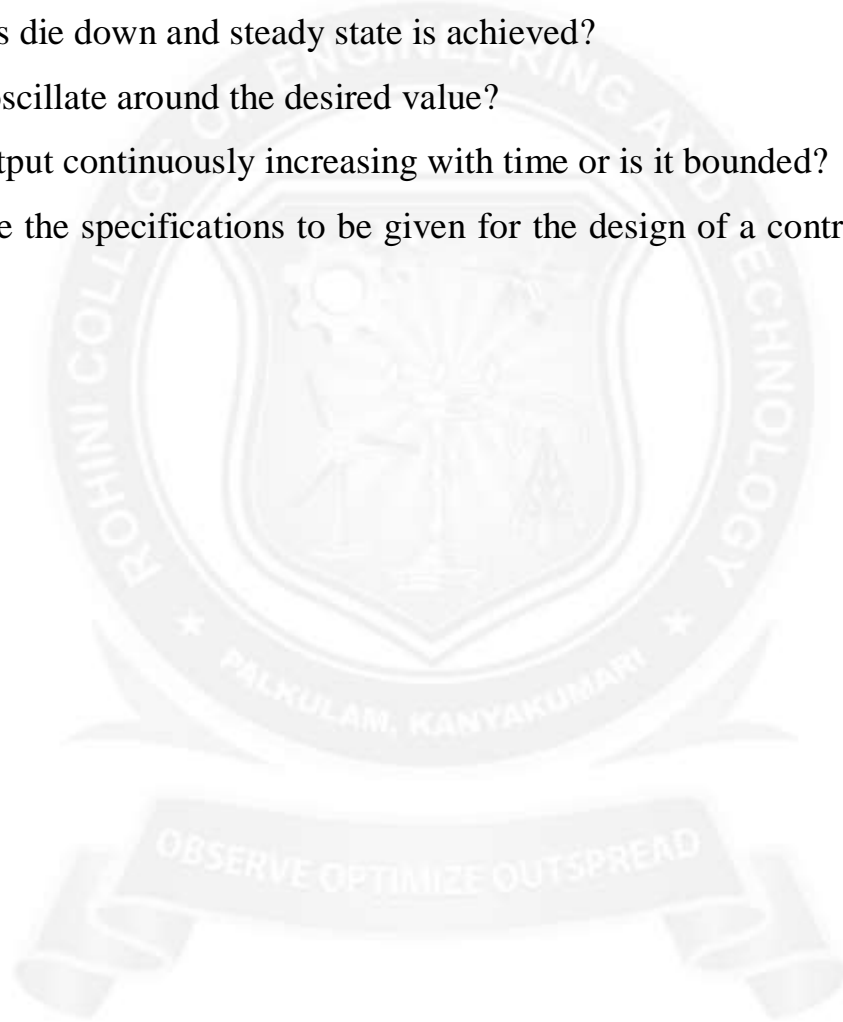 s die down and steady state is achieved?
oscillate around the desired value?
tput continuously increasing with time or is it bounded?
e the specifications to be given for the design of a contr
ROHINI COLLEGE OF ENGINEERING AND TECHNOLOGY
PALKULAM, KANYAKUMARI
OBSERVE OPTIMIZE OUTSPREAD